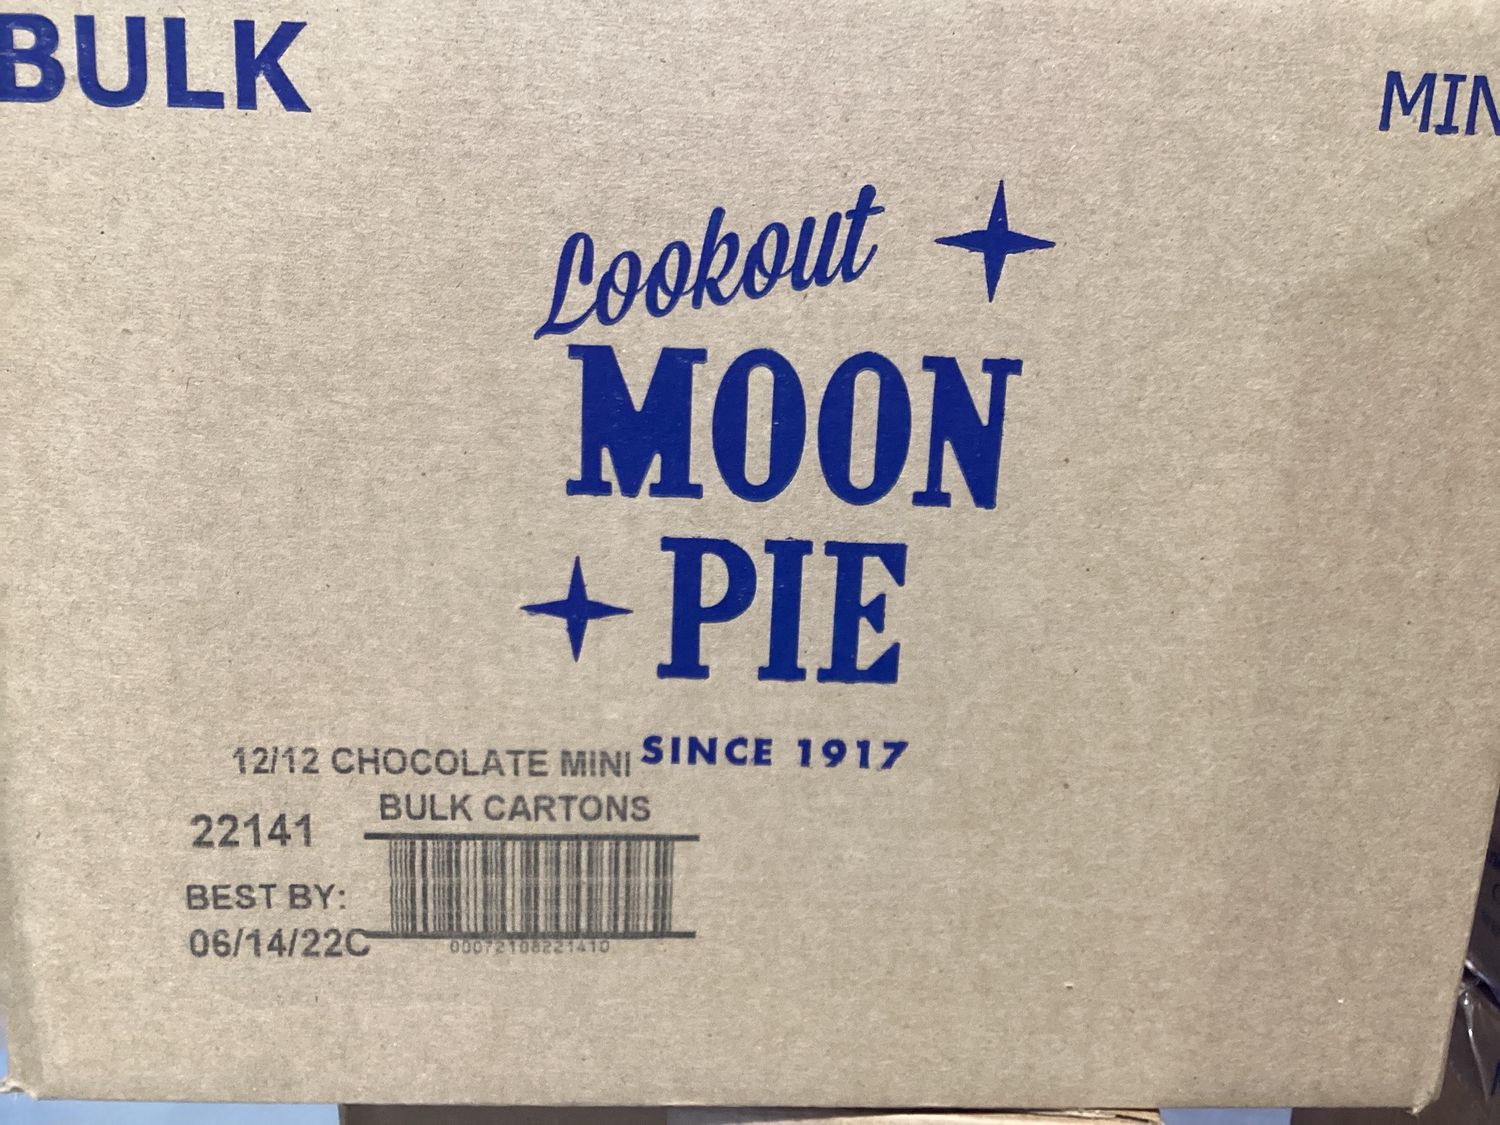 BULK
MIN
Lookout
MOON
PIE
SINCE 1917
12/12 CHOCOLATE MINI
BULK CARTONS
22141
BEST BY:
06/14/22C
00072108221410